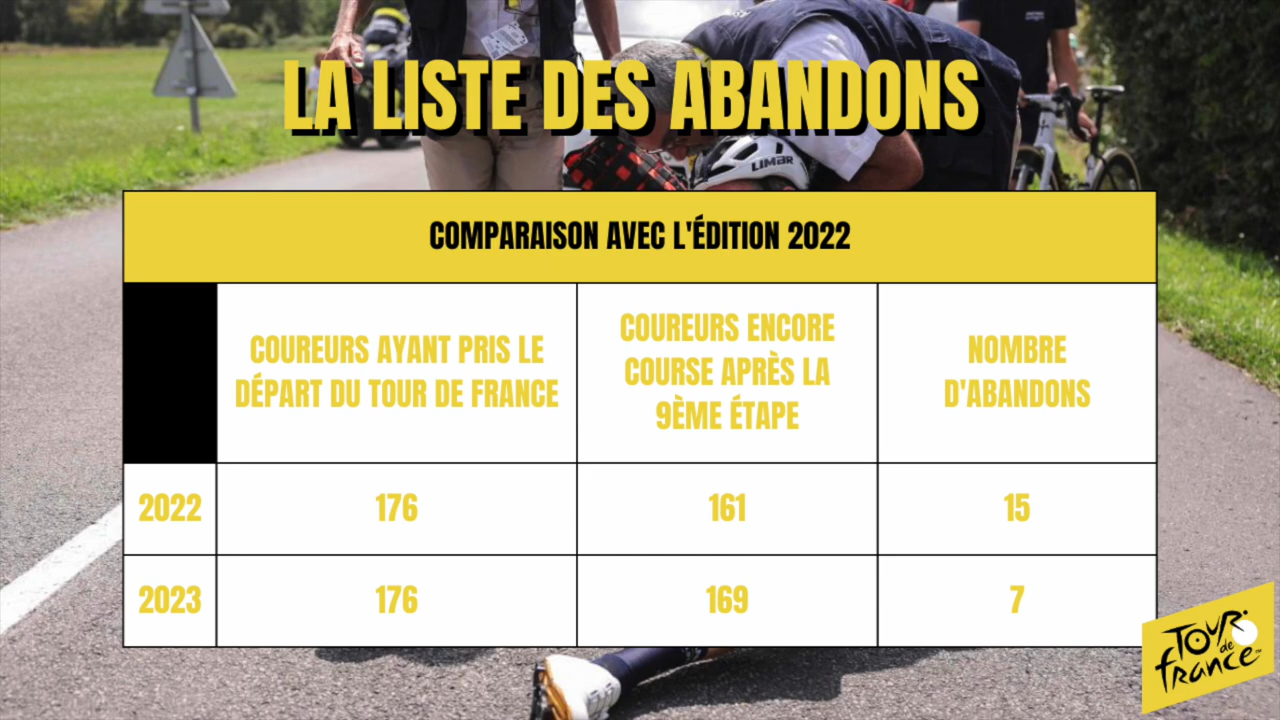 LA LISTE DES ABANDONS
LIMAR
COMPARAISON AVEC L'ÉDITION 2022
COUREURS AYANT PRIS LE
DÉPART DU TOUR DE FRANCE
COUREURS ENCORE
COURSE APRÈS LA
9ÈME ÉTAPE
NOMBRE
D'ABANDONS
2022 176 161 15
2023 176 169 7
TOUR
de
france